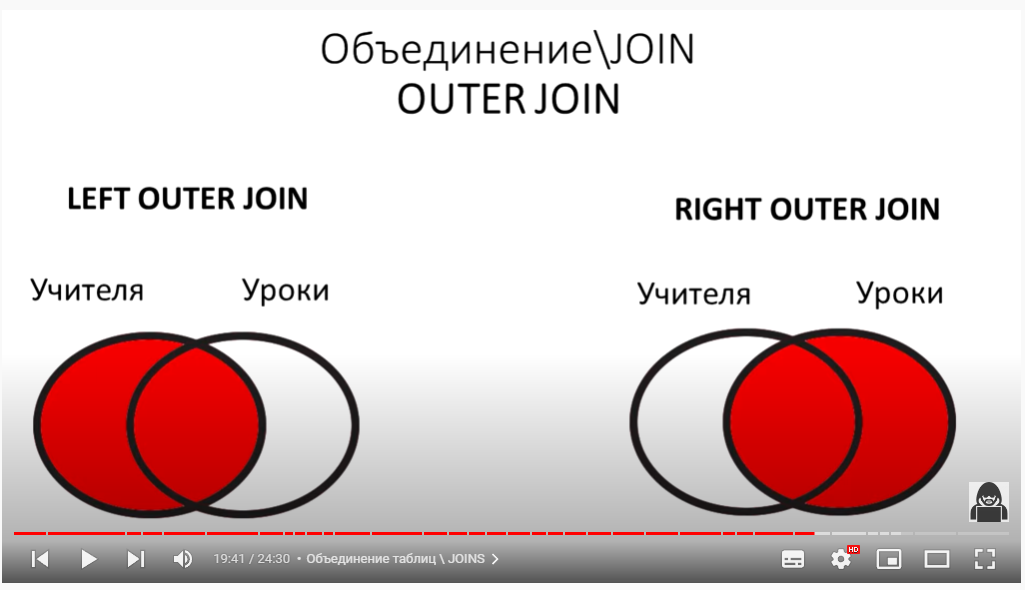 Объединение\JOIN
OUTER JOIN
LEFT OUTER JOIN
RIGHT OUTER JOIN
Учителя Уроки
Учителя Уроки
19:41 / 24:30 • Объединение таблиц \ JOINS
HD